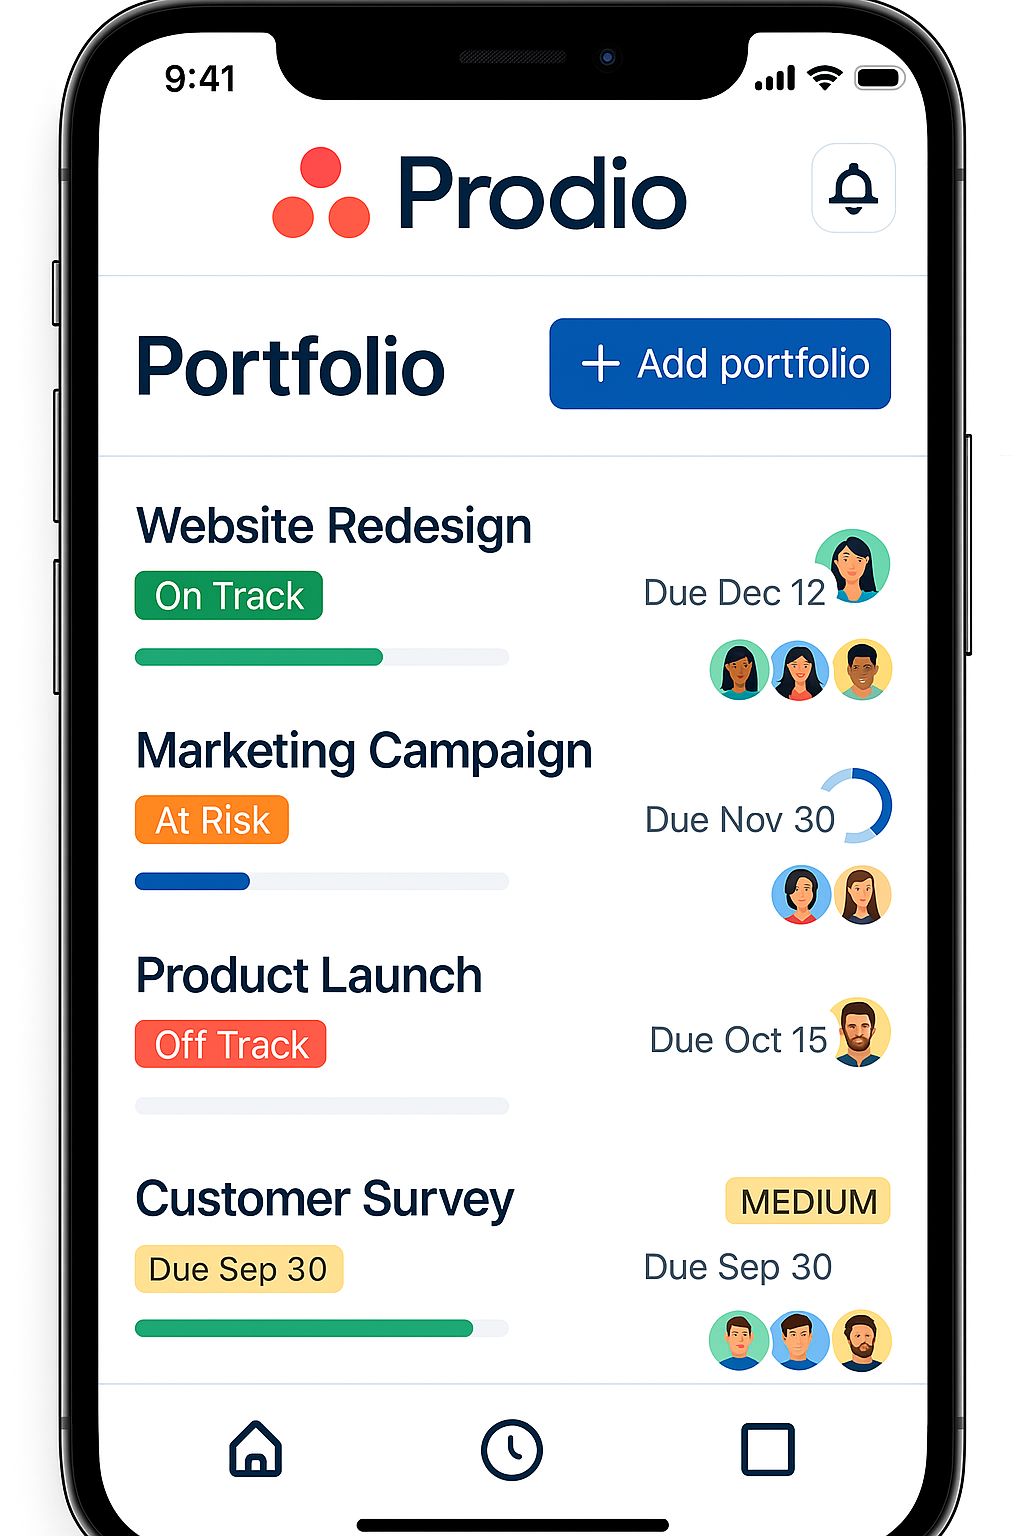 9:41
Prodio
Portfolio
+ Add portfolio
Website Redesign
On Track
Due Dec 12
Marketing Campaign
At Risk
Due Nov 30
Product Launch
Off Track
Due Oct 15
Customer Survey
MEDIUM
Due Sep 30
Due Sep 30